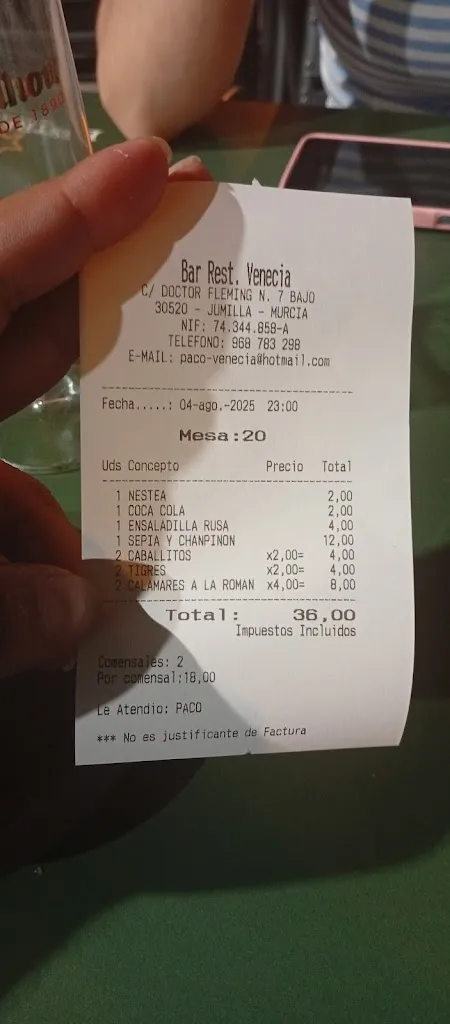 DE 189
Bar Rest. Venecia
C/ DOCTOR FLEMING N. 7 BAJO
30520 - JUMILLA - MURCIA
NIF: 74.344.858-A
TELEFONO: 968 783 298
E-MAIL: paco-venecia@hotmail.com
Fecha.....: 04-ago.-2025 23:00
Mesa:20
Uds Concepto Precio Total
1 NESTEA 2,00
1 COCA COLA 2,00
1 ENSALADILLA RUSA 4,00
1 SEPIA Y CHANPINON 12,00
2 CABALLITOS x2,00= 4,00
2 TIGRES x2,00= 4,00
2 CALAMARES A LA ROMAN x4,00= 8,00
Total: 36,00
Impuestos Incluidos
Comensales: 2
Por comensal:18,00
Le Atendio: PACO
*** No es justificante de Factura